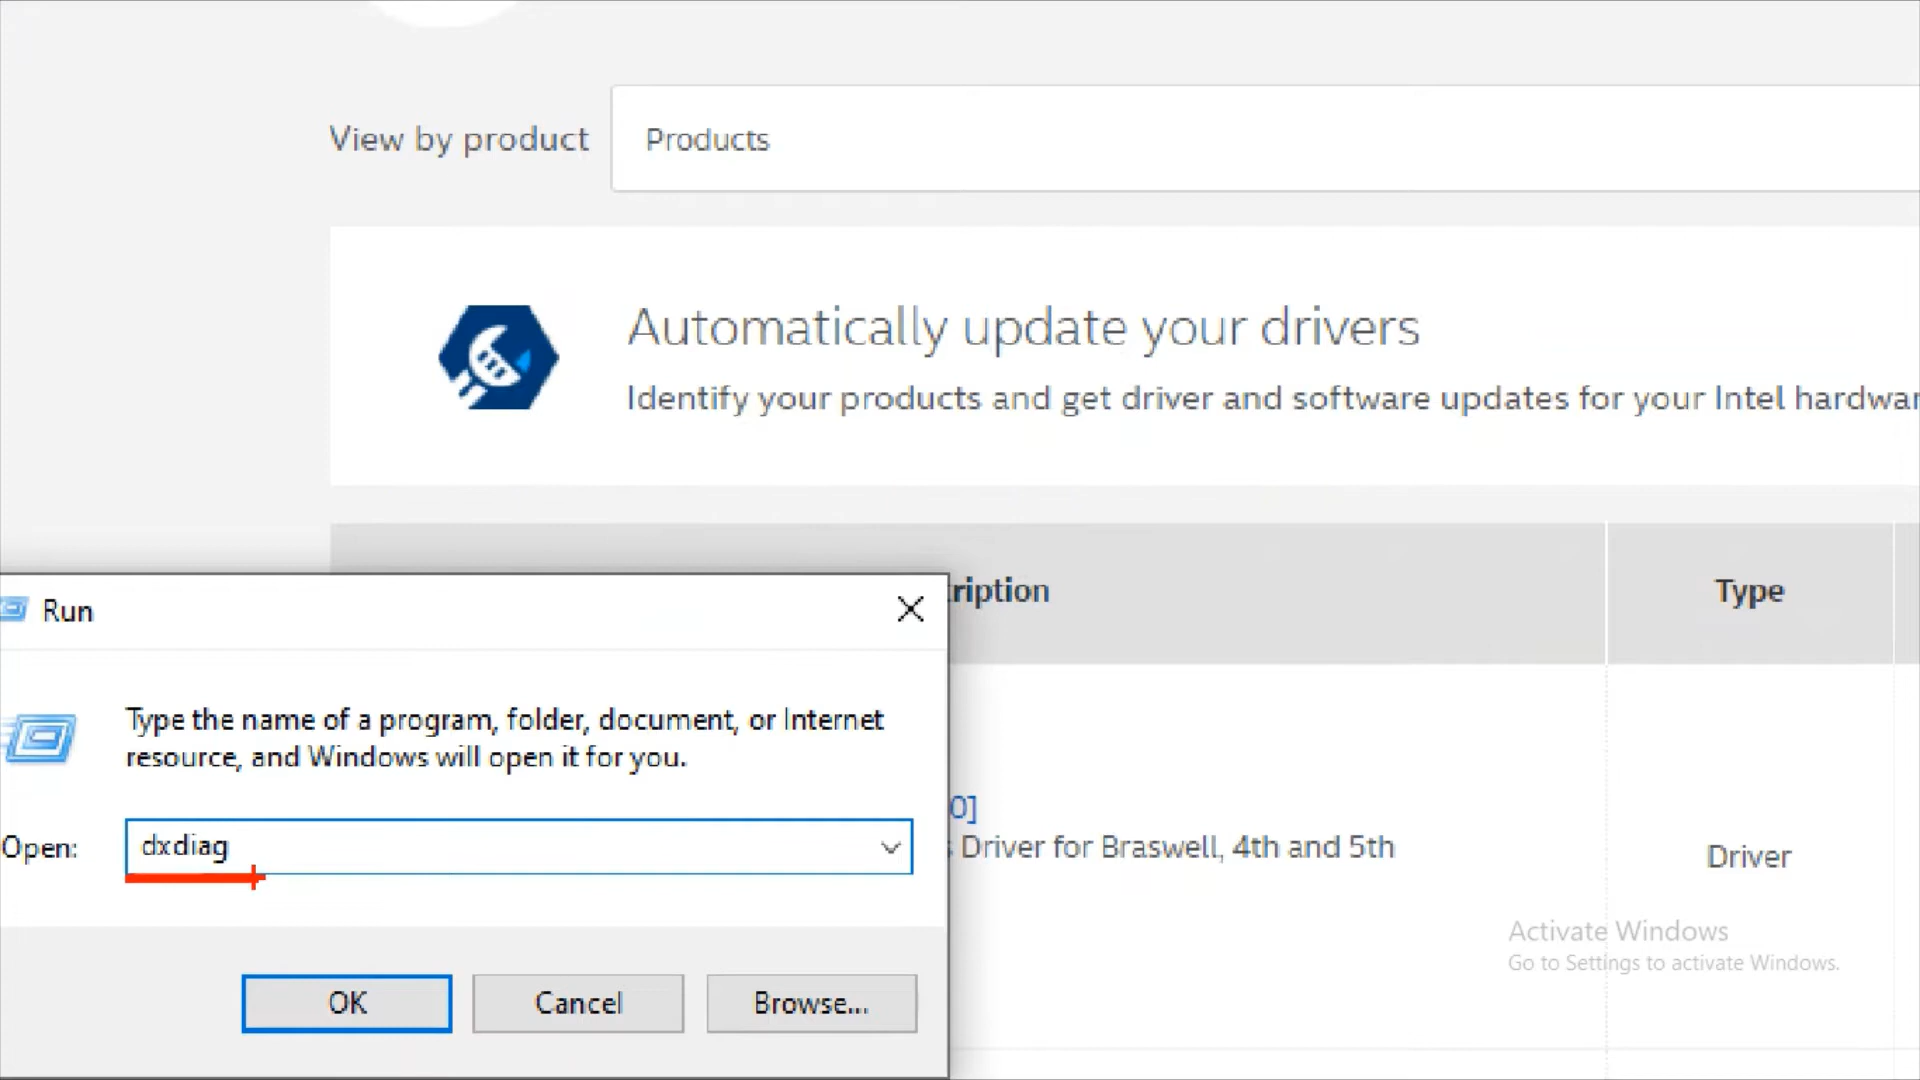 View by product
Products
Automatically update your drivers
Identify your products and get driver and software updates for your Intel
Type
Run
Type the name of a program, folder, document, or Internet
resource, and Windows will open it for you.
0]
Open:
dxdiag
Driver for Braswell, 4th and 5th
Driver
Activate Windows
Go to Settings to activate Windows.
OK
Cancel
Browse...